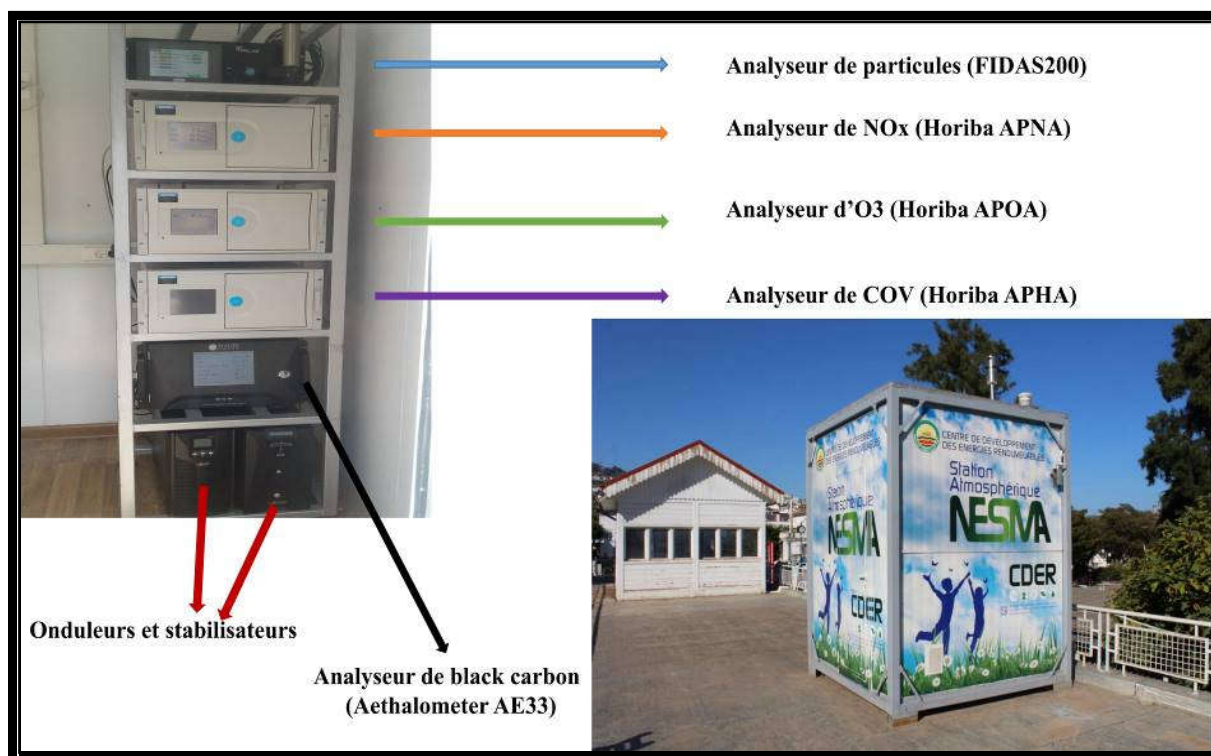 Analyseur de particules (FIDAS200)
Analyseur de NOx (Horiba APNA)
Analyseur d'O3 (Horiba APOA)
Analyseur de COV (Horiba APHA)
Onduleurs et stabilisateurs
Analyseur de black carbon
(Aethalometer AE33)
CENTRE DE DEVELOPPEMENT
DES ENERGIES RENOUVELABLES
Station
Atmosphérique
NESMA
CDER
Station
Atmosphérique
NESMA
CDER